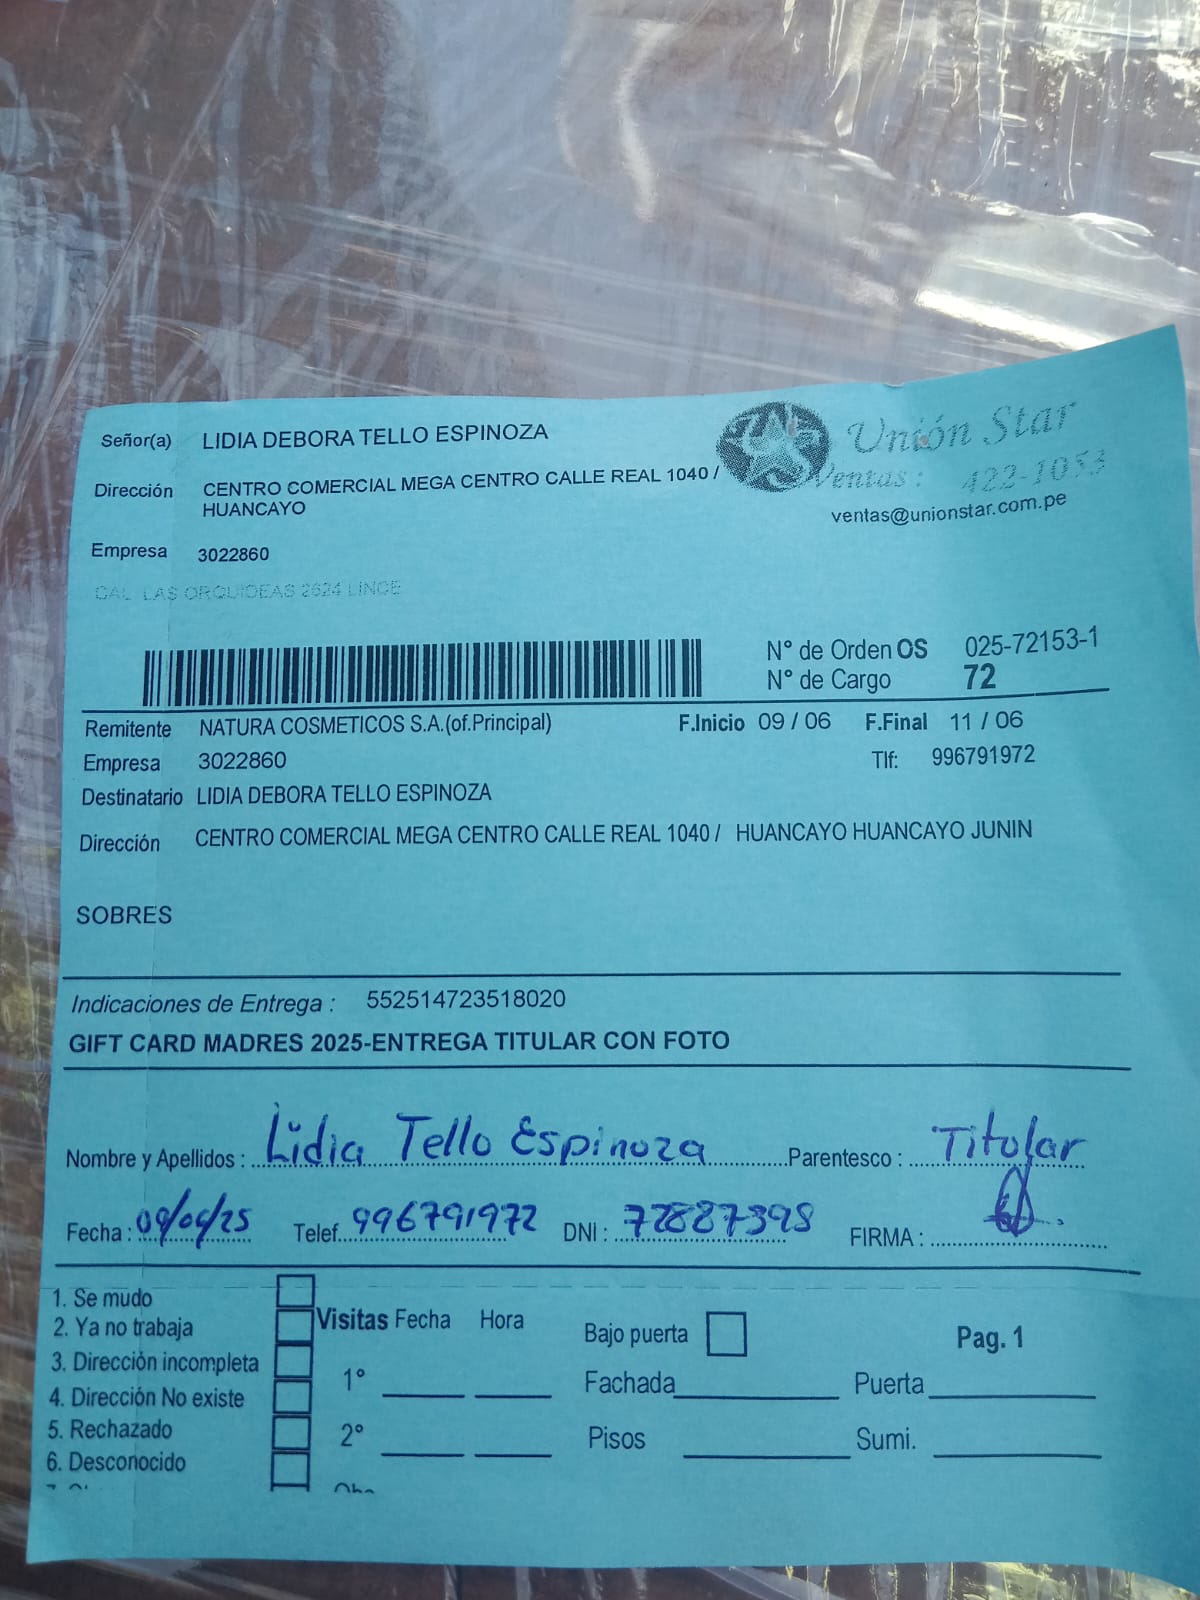 Señor(a) LIDIA DEBORA TELLO ESPINOZA
Unión Star
Dirección CENTRO COMERCIAL MEGA CENTRO CALLE REAL 1040 /
HUANCAYO
Ventas: 422-1053
ventas@unionstar.com.pe
Empresa 3022860
CAL LAS ORQUIDEAS 2624 LINCE
N° de Orden OS 025-72153-1
N° de Cargo 72
Remitente NATURA COSMETICOS S.A.(of.Principal) F.Inicio 09 / 06 F.Final 11 / 06
Empresa 3022860 Tlf: 996791972
Destinatario LIDIA DEBORA TELLO ESPINOZA
Dirección CENTRO COMERCIAL MEGA CENTRO CALLE REAL 1040 / HUANCAYO HUANCAYO JUNIN
SOBRES
Indicaciones de Entrega : 552514723518020
GIFT CARD MADRES 2025-ENTREGA TITULAR CON FOTO
Nombre y Apellidos : Lidia Tello Espinoza Parentesco : Titular
Fecha : 09/06/25 Telef. 996791972 DNI : 72887398 FIRMA :
1. Se mudo
2. Ya no trabaja
3. Dirección incompleta
4. Dirección No existe
5. Rechazado
6. Desconocido
Visitas Fecha Hora
1°
2°
Bajo puerta
Pag. 1
Fachada Puerta
Pisos Sumi.